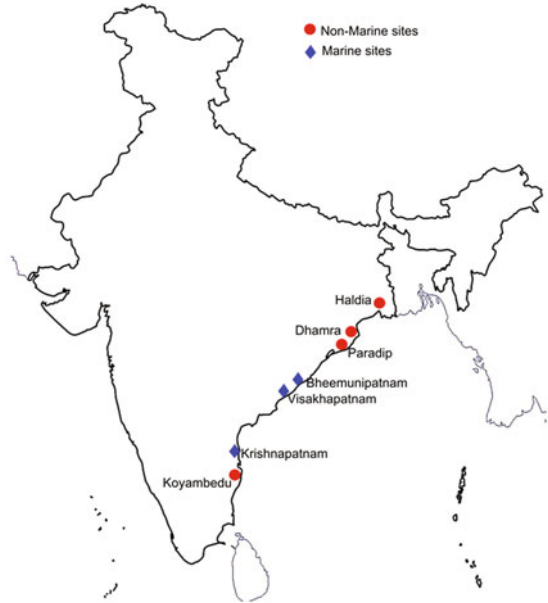 Non-Marine sites
Marine sites
Haldia
Dhamra
Paradip
Bheemunipatnam
Visakhapatnam
Krishnapatnam
Koyambedu